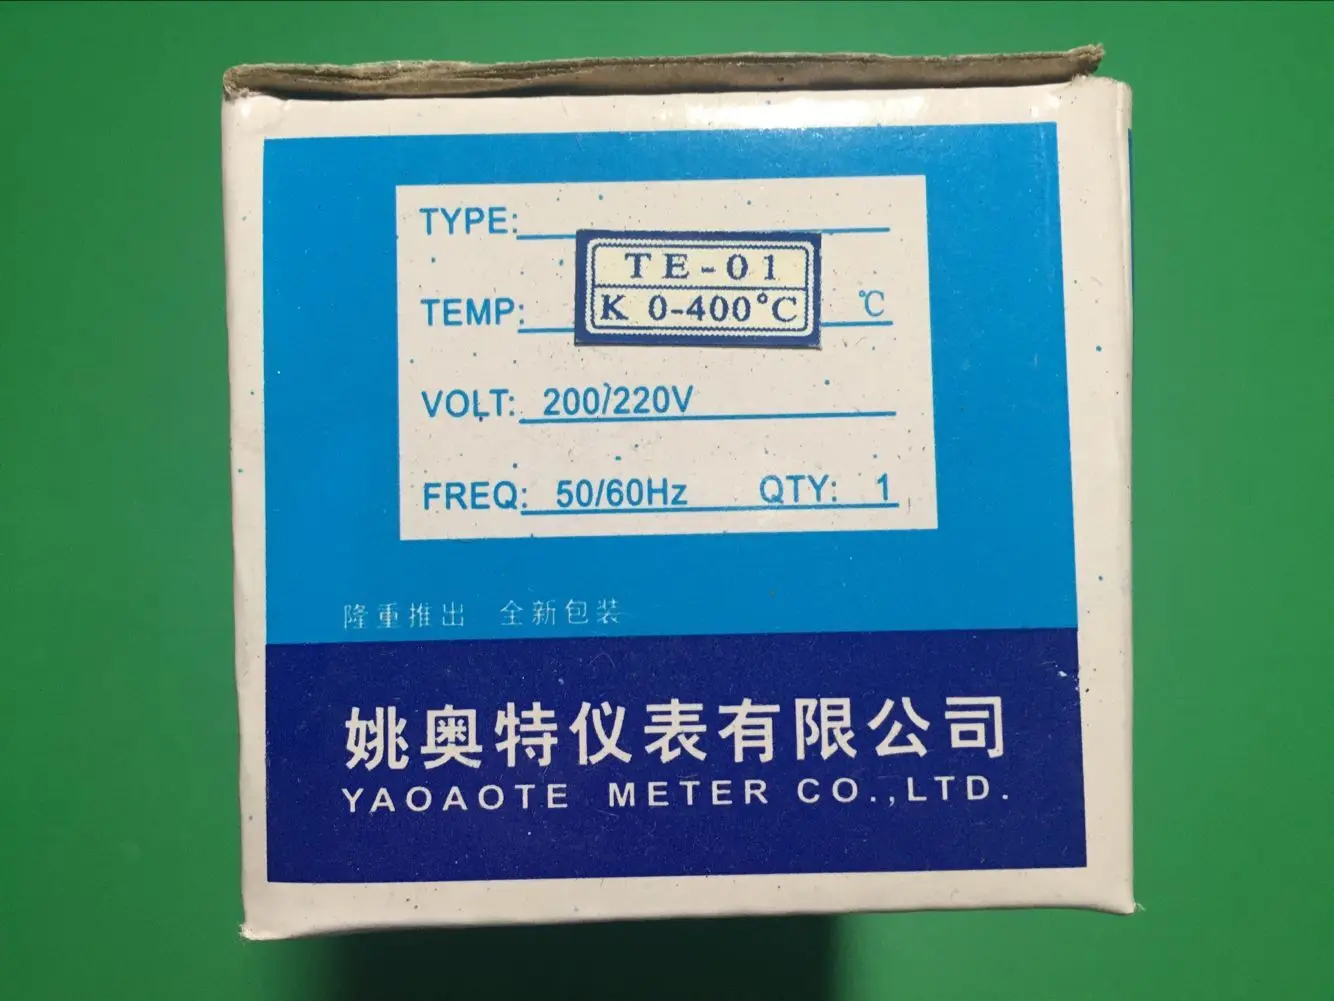 TYPE:
TE-01
TEMP: K 0-400°C ℃
VOLT: 200/220V
FREQ: 50/60Hz QTY: 1
隆重推出 全新包装
姚奥特仪表有限公司
YAOAOTE METER CO.,LTD.